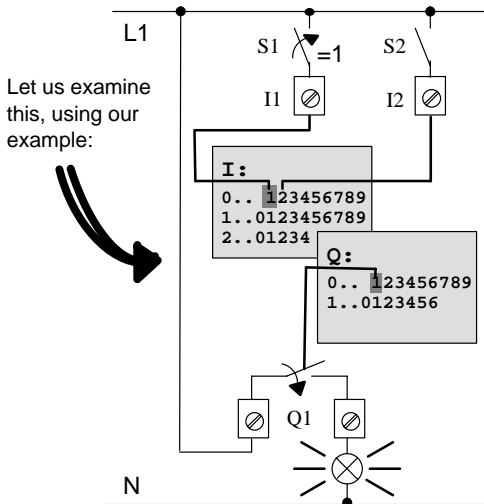 L1
S1
=1
S2
Let us examine
this, using our
example:
I1
I2
I:
0.. 123456789
1..0123456789
2..01234
Q:
0.. 123456789
1..0123456
Q1
N